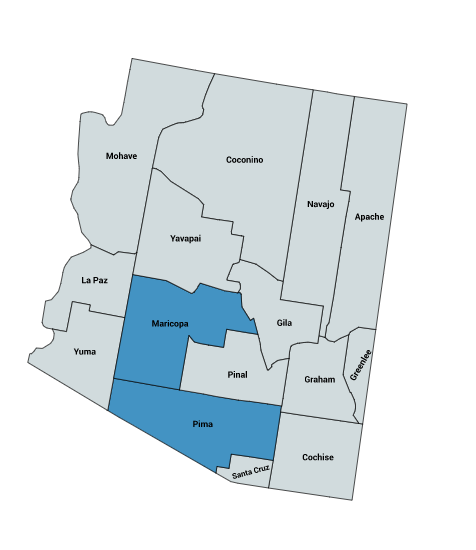 Mohave
Coconino
Navajo
Apache
Yavapai
La Paz
Maricopa
Gila
Yuma
Pinal
Graham
Greenlee
Pima
Cochise
Santa Cruz